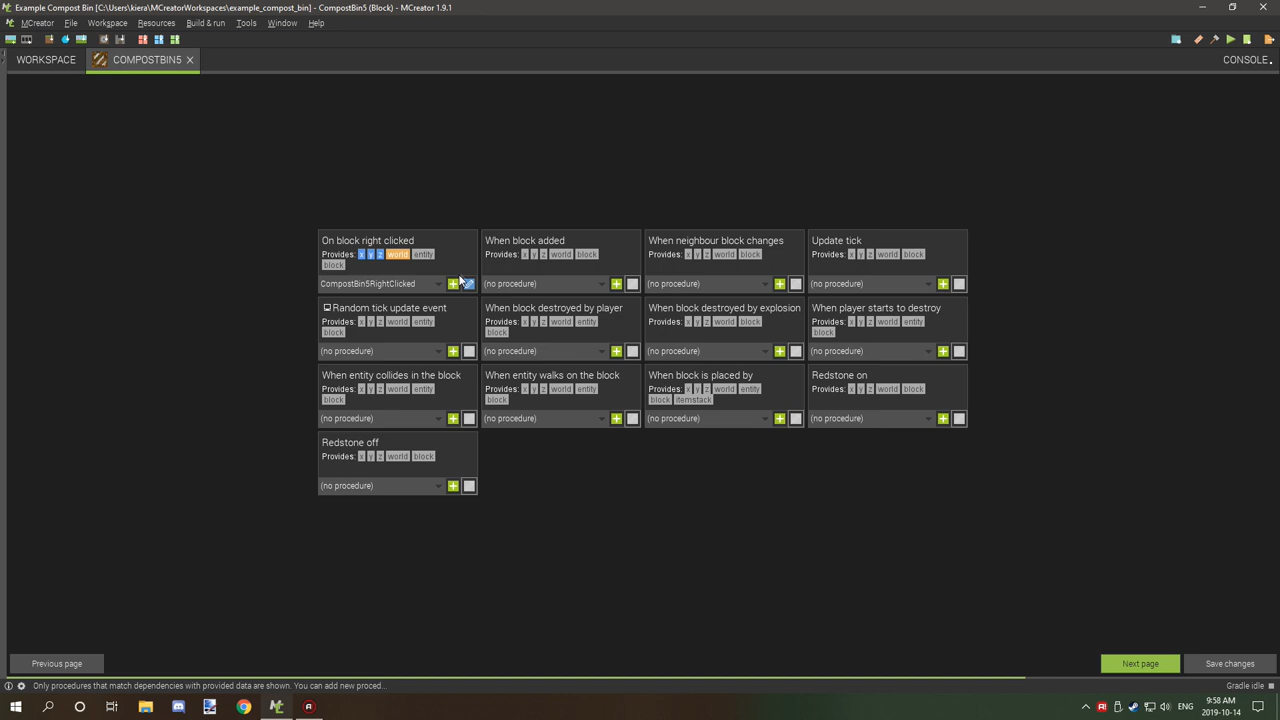 Example Compost Bin [C:\Users\kiera\MCreatorWorkspaces\example_compost_bin] - CompostBin5 (Block) - MCreator 1.9.1
MCreator File Workspace Resources Build & run Tools Window Help
WORKSPACE COMPOSTBIN5 CONSOLE
On block right clicked
Provides: x y z world entity
block
CompostBin5RightClicked
When block added
Provides: x y z world block
(no procedure)
When neighbour block changes
Provides: x y z world block
(no procedure)
Update tick
Provides: x y z world block
(no procedure)
Random tick update event
Provides: x y z world entity
block
(no procedure)
When block destroyed by player
Provides: x y z world entity
block
(no procedure)
When block destroyed by explosion
Provides: x y z world block
(no procedure)
When player starts to destroy
Provides: x y z world entity
block
(no procedure)
When entity collides in the block
Provides: x y z world entity
block
(no procedure)
When entity walks on the block
Provides: x y z world entity
block
(no procedure)
When block is placed by
Provides: x y z world entity
block itemstack
(no procedure)
Redstone on
Provides: x y z world block
(no procedure)
Redstone off
Provides: x y z world block
(no procedure)
Previous page Next page Save changes
Only procedures that match dependencies with provided data are shown. You can add new proced... Gradle idle
ENG 9:58 AM
2019-10-14